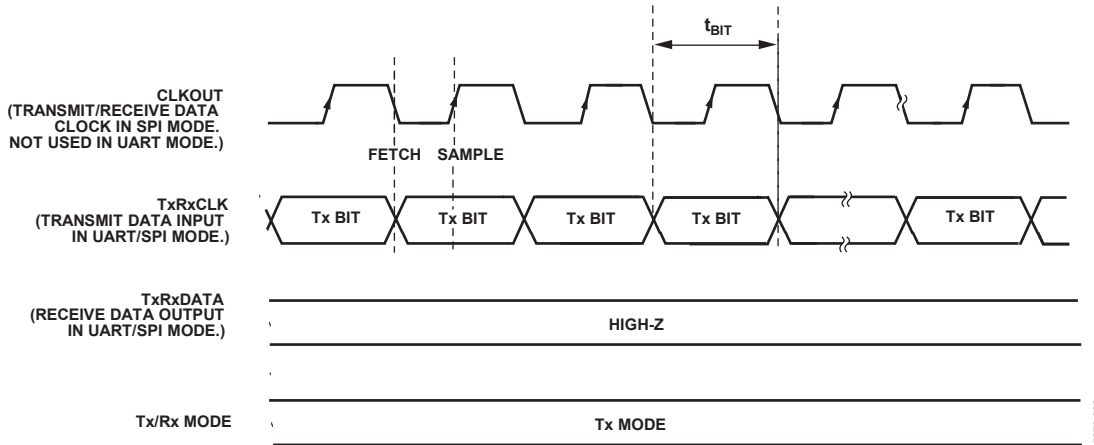 tBIT
CLKOUT
(TRANSMIT/RECEIVE DATA
CLOCK IN SPI MODE.
NOT USED IN UART MODE.)
FETCH SAMPLE
TxRxCLK
(TRANSMIT DATA INPUT
IN UART/SPI MODE.)
Tx BIT Tx BIT Tx BIT Tx BIT Tx BIT
TxRxDATA
(RECEIVE DATA OUTPUT
IN UART/SPI MODE.)
HIGH-Z
Tx/Rx MODE
Tx MODE